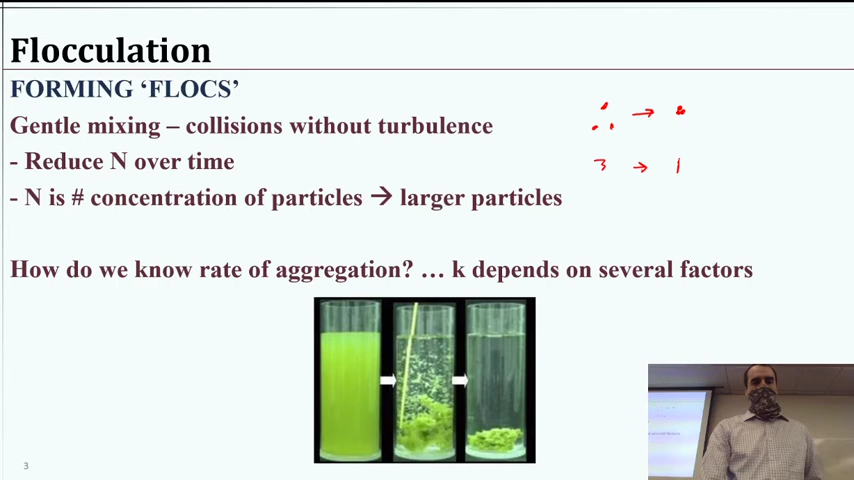 Flocculation
FORMING ‘FLOCS’
Gentle mixing – collisions without turbulence
- Reduce N over time
- N is # concentration of particles → larger particles
3 → 1
How do we know rate of aggregation? … k depends on several factors
3